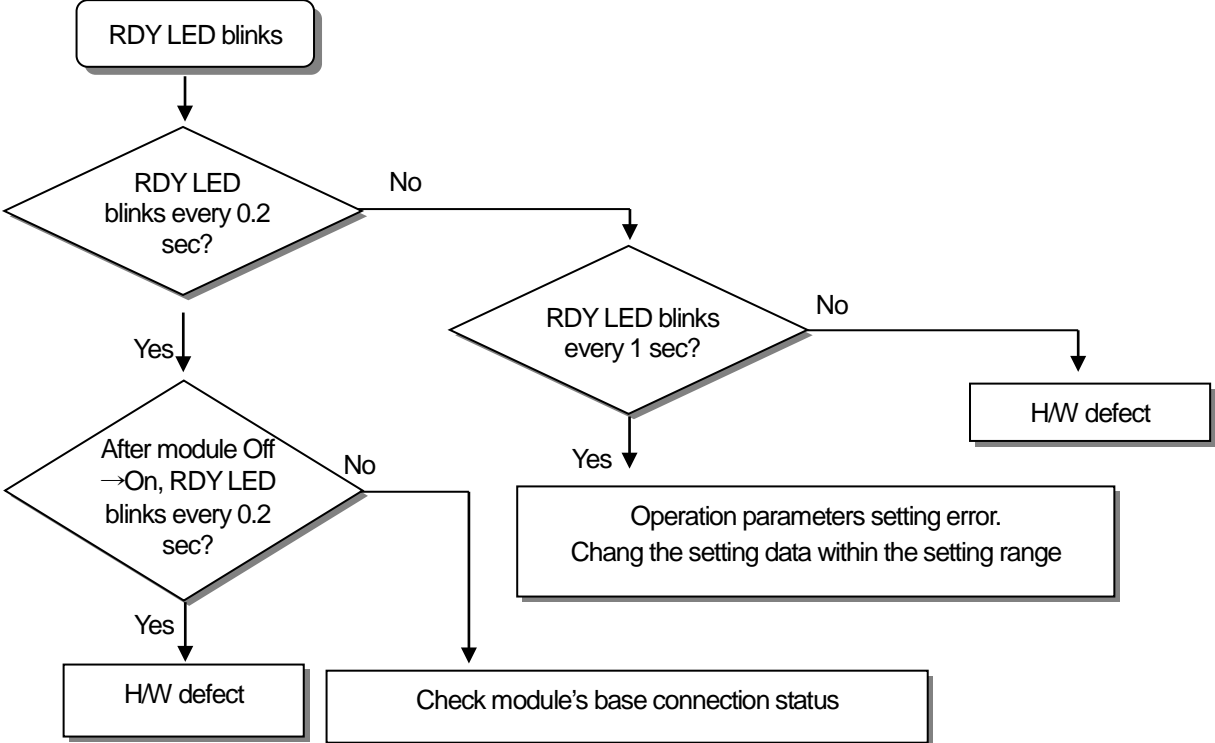 RDY LED blinks
RDY LED
blinks every 0.2
sec?
No
RDY LED blinks
every 1 sec?
No
H/W defect
Yes
After module Off
→On, RDY LED
blinks every 0.2
sec?
No
Yes
Operation parameters setting error.
Chang the setting data within the setting range
Yes
H/W defect
Check module's base connection status